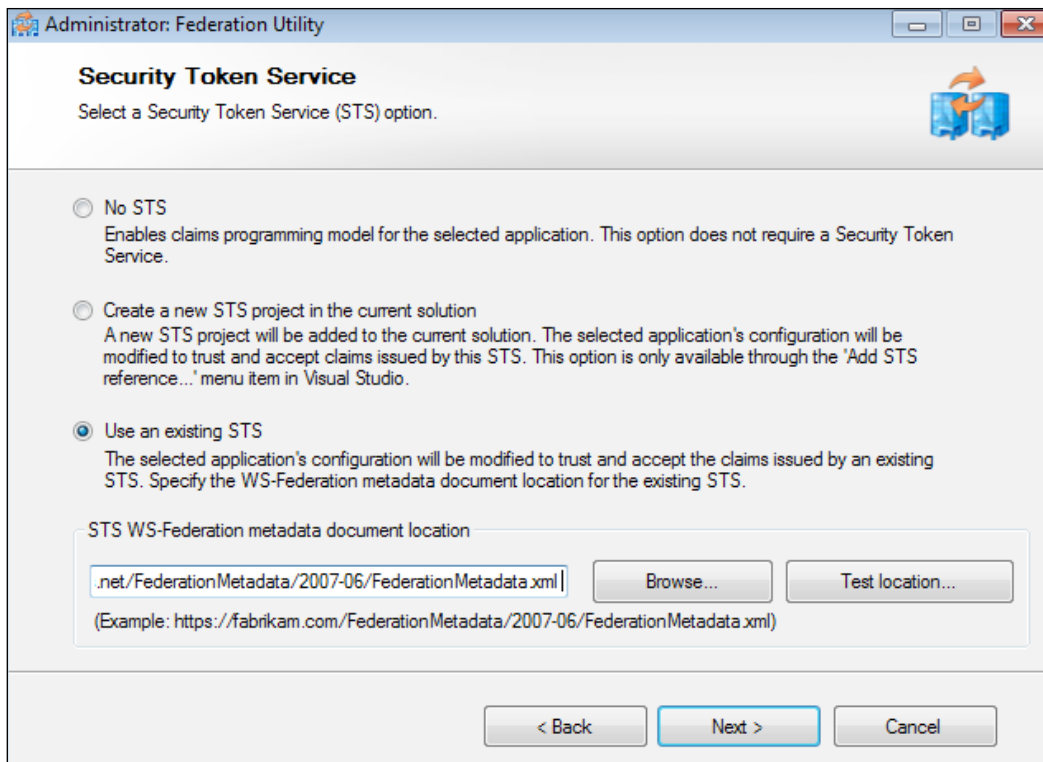 Administrator: Federation Utility
Security Token Service
Select a Security Token Service (STS) option.
No STS
Enables claims programming model for the selected application. This option does not require a Security Token
Service.
Create a new STS project in the current solution
A new STS project will be added to the current solution. The selected application's configuration will be
modified to trust and accept claims issued by this STS. This option is only available through the 'Add STS
reference...' menu item in Visual Studio.
Use an existing STS
The selected application's configuration will be modified to trust and accept the claims issued by an existing
STS. Specify the WS-Federation metadata document location for the existing STS.
STS WS-Federation metadata document location
.net/FederationMetadata/2007-06/FederationMetadata.xml
Browse...
Test location...
(Example: https://fabrikam.com/FederationMetadata/2007-06/FederationMetadata.xml)
< Back
Next >
Cancel